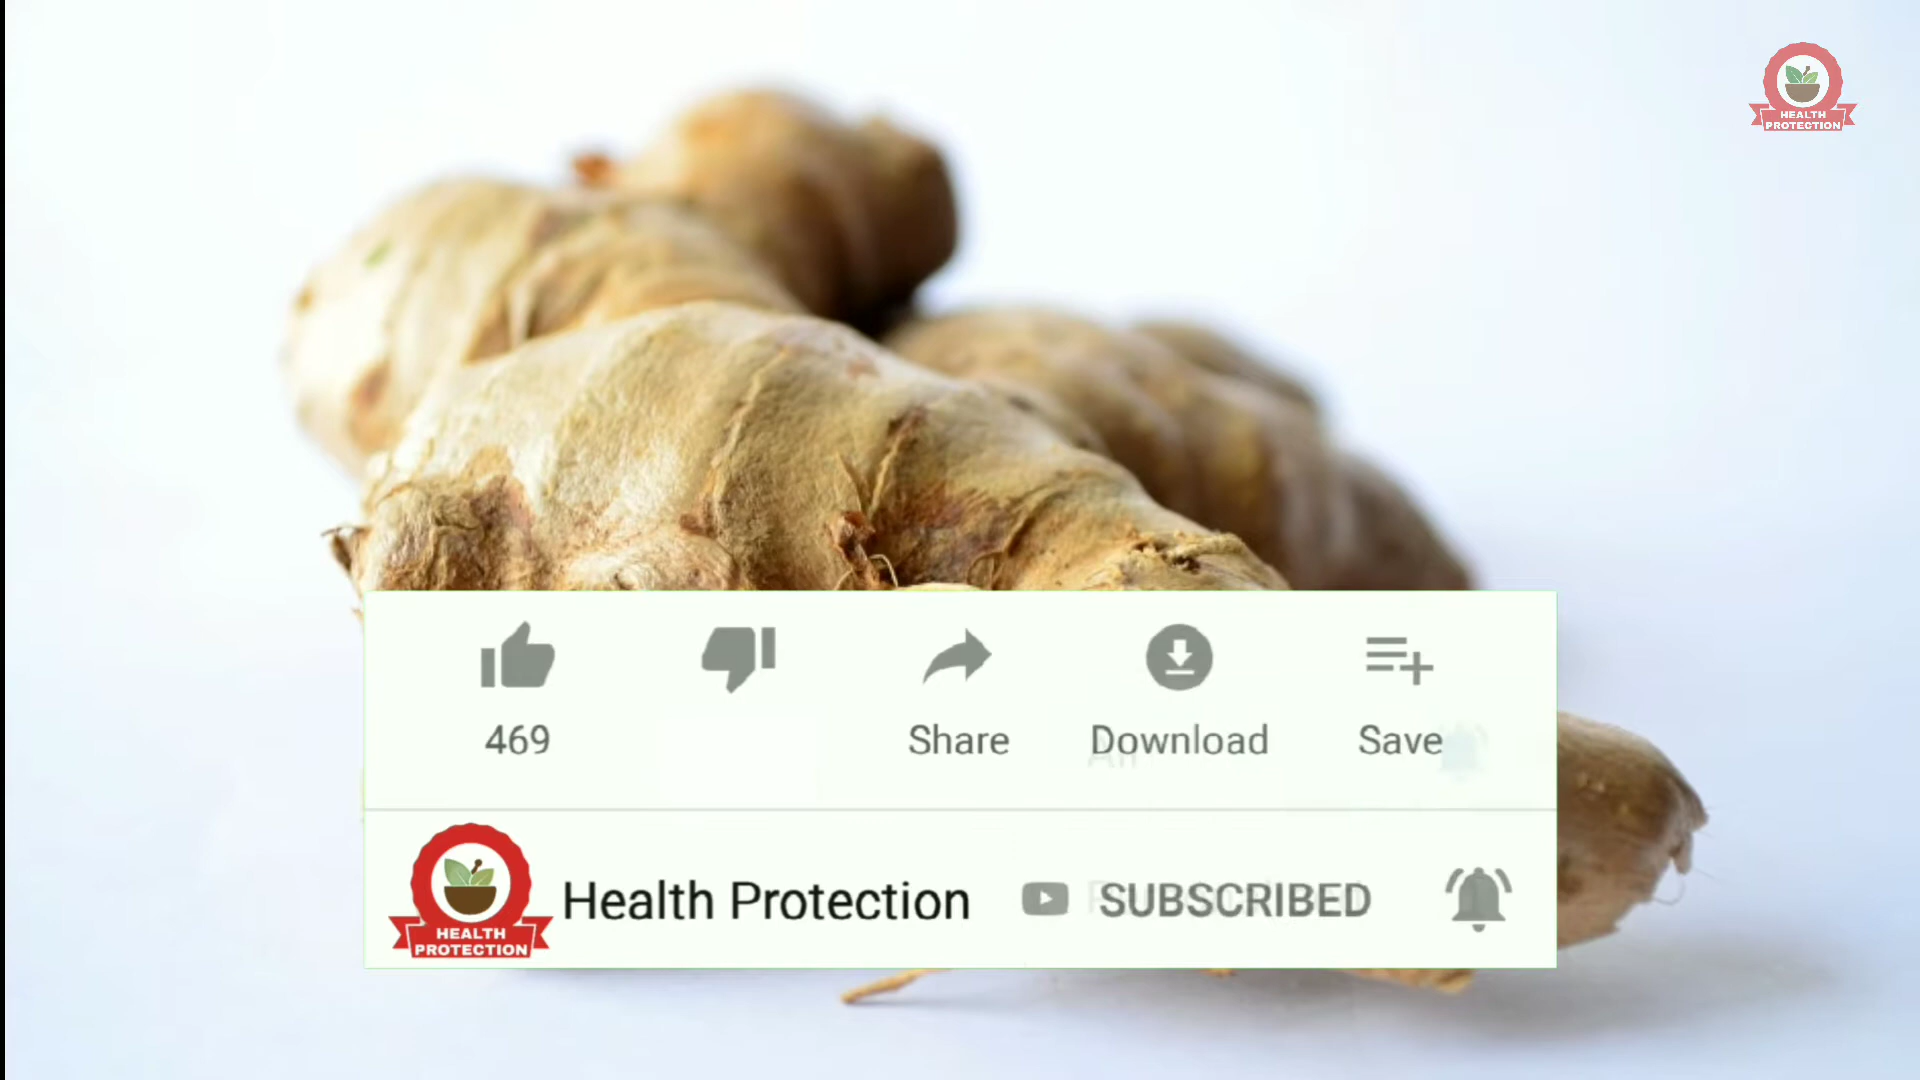 HEALTH
PROTECTION
469
Share
Download
Save
HEALTH
PROTECTION
Health Protection
SUBSCRIBED